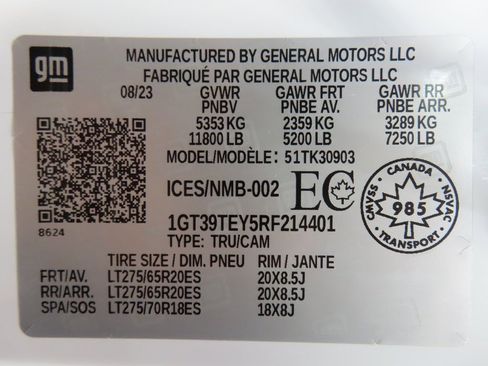 gm
MANUFACTURED BY GENERAL MOTORS LLC
FABRIQUÉ PAR GENERAL MOTORS LLC
08/23 GVWR GAWR FRT GAWR RR
PNBV PNBE AV. PNBE ARR.
5353 KG 2359 KG 3289 KG
11800 LB 5200 LB 7250 LB
MODEL/MODÈLE: 51TK30903
ICES/NMB-002 EC
CANADA
CMVSS 985 NSVAC
TRANSPORT
1GT39TEY5RF214401
8624
TYPE: TRU/CAM
TIRE SIZE / DIM. PNEU RIM / JANTE
FRT/AV. LT275/65R20ES 20X8.5J
RR/ARR. LT275/65R20ES 20X8.5J
SPA/SOS LT275/70R18ES 18X8J